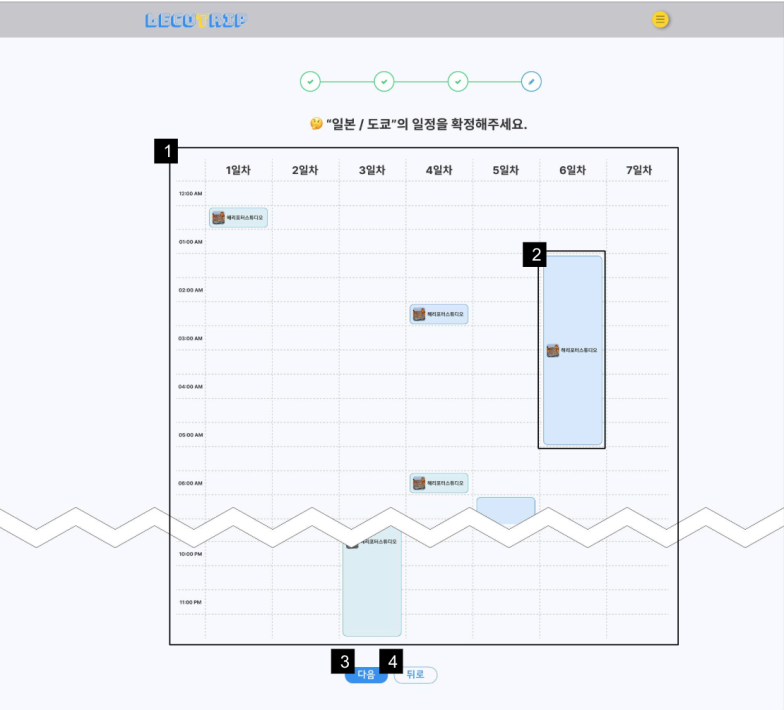 DECOTRIP
🤔 “일본 / 도쿄”의 일정을 확정해주세요.
1
1일차 2일차 3일차 4일차 5일차 6일차 7일차
12:00 AM
해리포터스튜디오
01:00 AM
2
02:00 AM
해리포터스튜디오
03:00 AM
해리포터스튜디오
04:00 AM
05:00 AM
06:00 AM
해리포터스튜디오
해리포터스튜디오
10:00 PM
11:00 PM
3 4
다음 뒤로